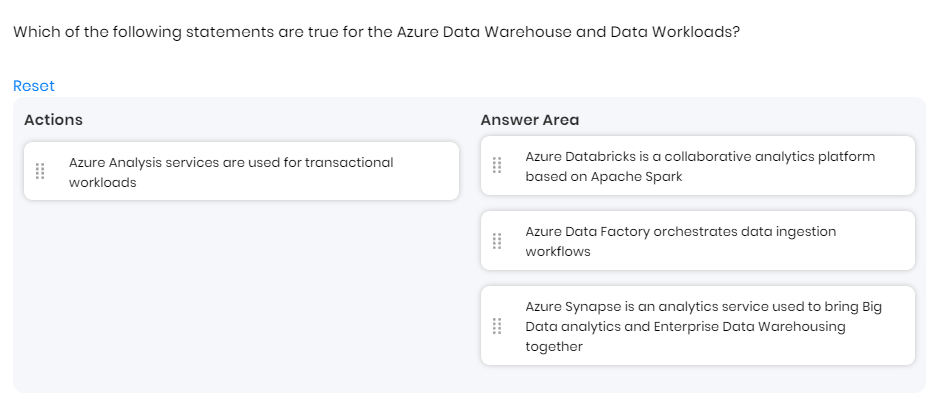 Which of the following statements are true for the Azure Data Warehouse and Data Workloads?
Reset
Actions
Azure Analysis services are used for transactional
workloads
Answer Area
Azure Databricks is a collaborative analytics platform
based on Apache Spark
Azure Data Factory orchestrates data ingestion
workflows
Azure Synapse is an analytics service used to bring Big
Data analytics and Enterprise Data Warehousing
together